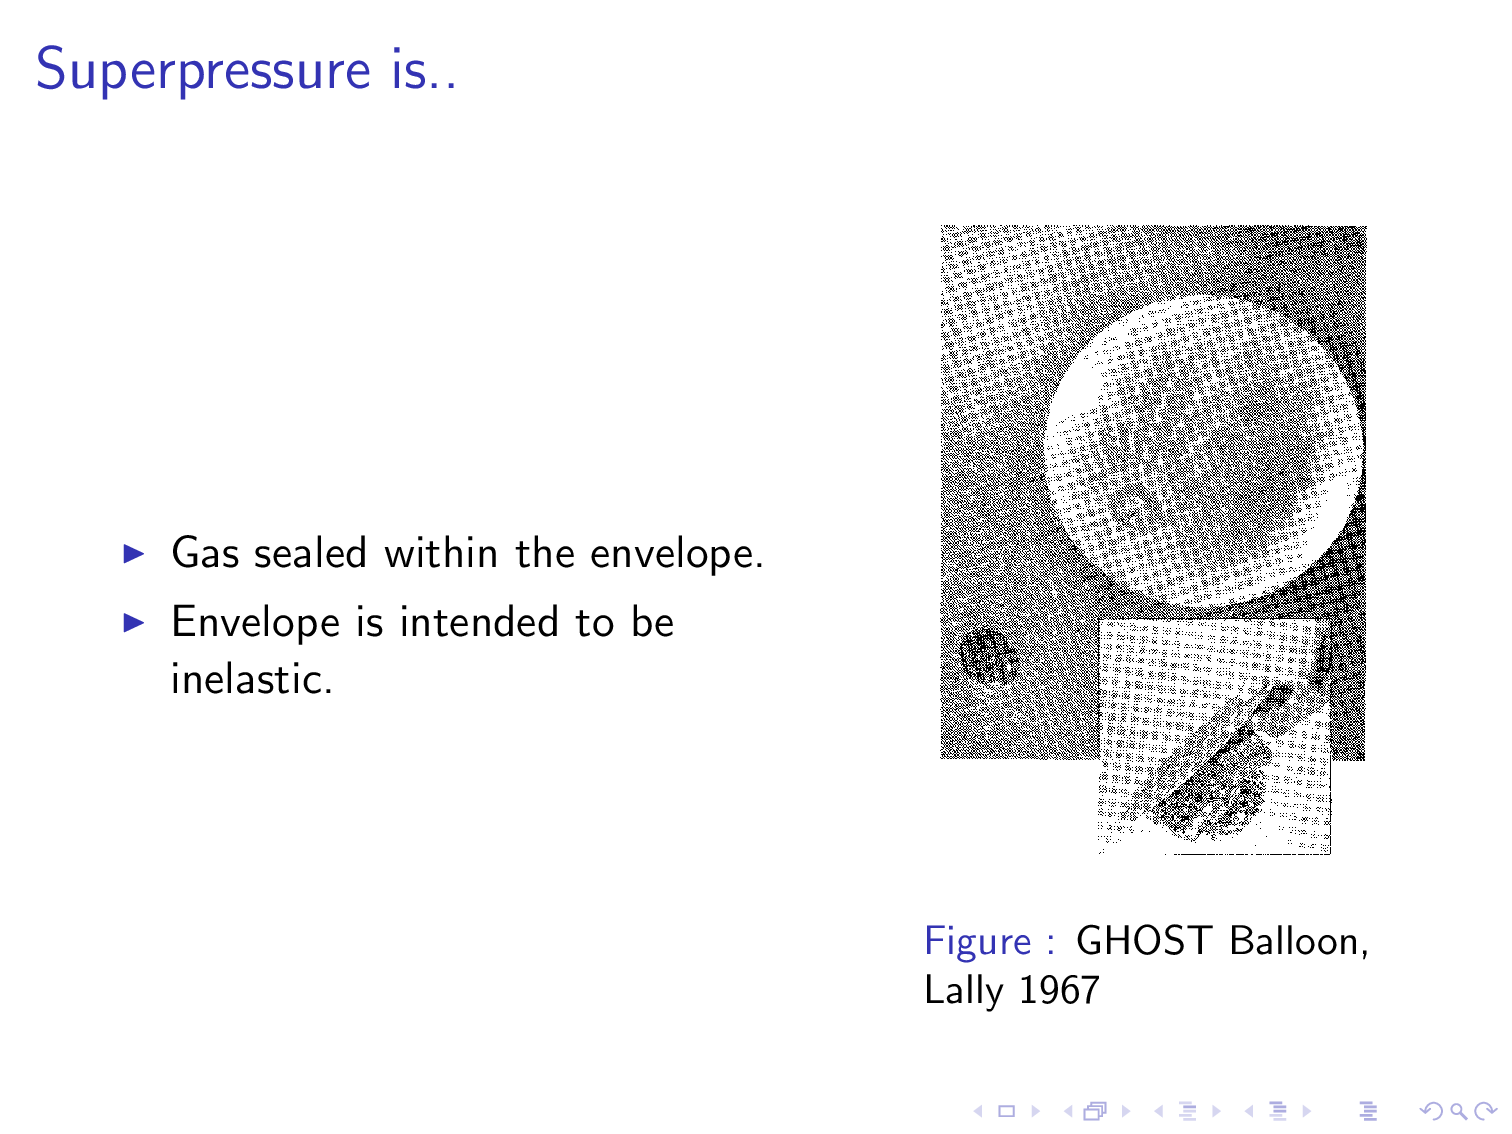 Superpressure is..
Gas sealed within the envelope.
Envelope is intended to be
inelastic.
Figure : GHOST Balloon,
Lally 1967